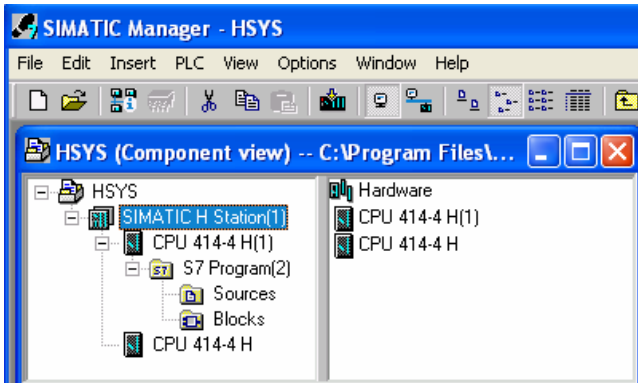 SIMATIC Manager - HSYS
File Edit Insert PLC View Options Window Help
HSYS (Component view) -- C:\Program Files\...
HSYS
SIMATIC H Station(1)
CPU 414-4 H(1)
S7 Program(2)
Sources
Blocks
CPU 414-4 H
Hardware
CPU 414-4 H(1)
CPU 414-4 H